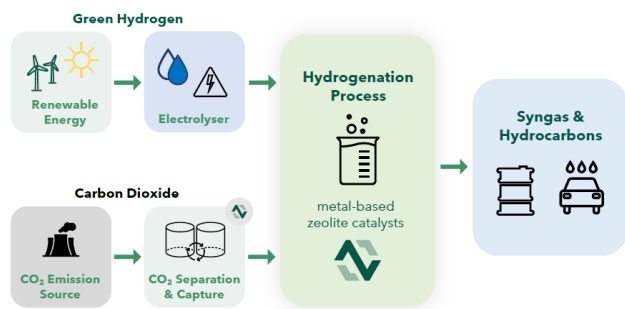 Green Hydrogen
Renewable
Energy
Electrolyser
Carbon Dioxide
CO₂ Emission
Source
CO₂ Separation
& Capture
Hydrogenation
Process
metal-based
zeolite catalysts
Syngas &
Hydrocarbons